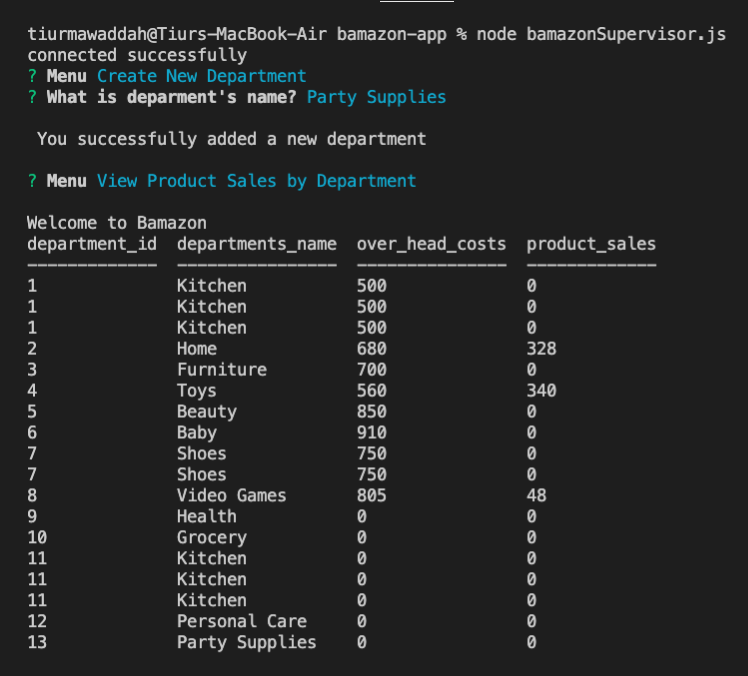 tiurmawaddah@Tiurs-MacBook-Air bamazon-app % node bamazonSupervisor.js
connected successfully
? Menu Create New Department
? What is deparment's name? Party Supplies
You successfully added a new department
? Menu View Product Sales by Department
Welcome to Bamazon
department_id departments_name over_head_costs product_sales
------------- ---------------- --------------- -------------
1 Kitchen 500 0
1 Kitchen 500 0
1 Kitchen 500 0
2 Home 680 328
3 Furniture 700 0
4 Toys 560 340
5 Beauty 850 0
6 Baby 910 0
7 Shoes 750 0
7 Shoes 750 0
8 Video Games 805 48
9 Health 0 0
10 Grocery 0 0
11 Kitchen 0 0
11 Kitchen 0 0
11 Kitchen 0 0
12 Personal Care 0 0
13 Party Supplies 0 0